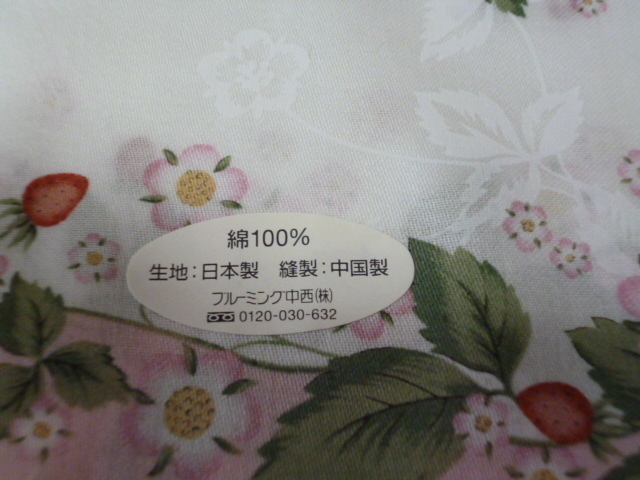 綿100%
生地:日本製 縫製:中国製
ブルーミング中西(株)
0120-030-632